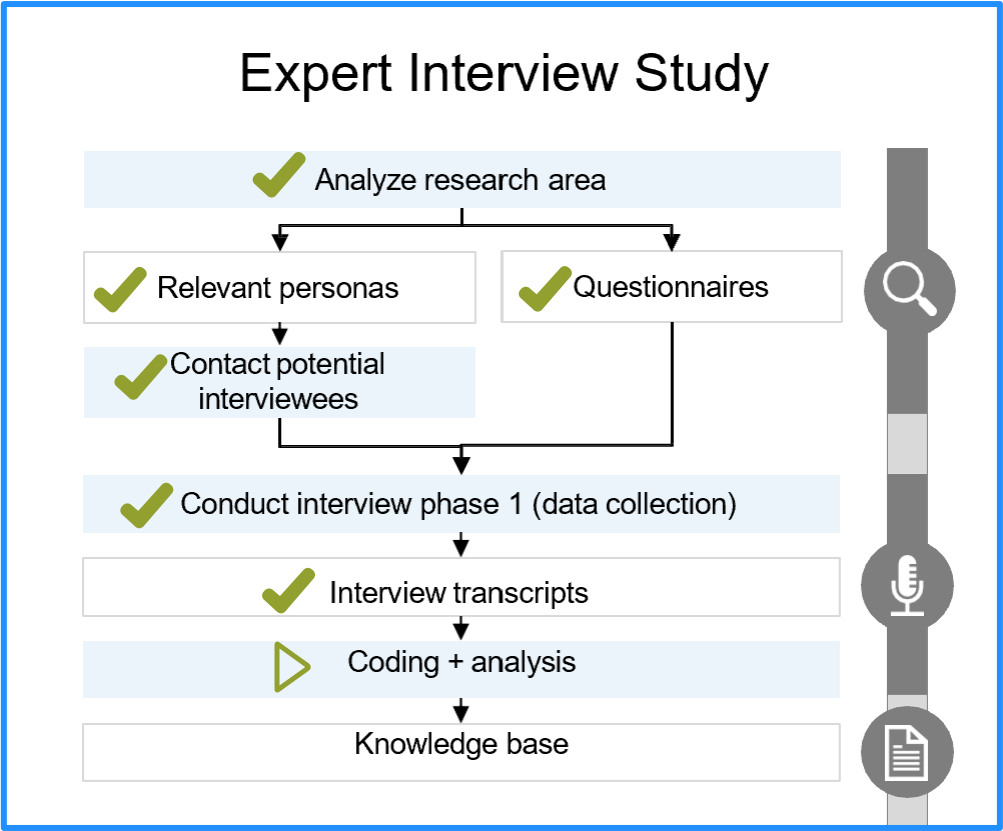 Expert Interview Study
Analyze research area
Relevant personas
Questionnaires
Contact potential
interviewees
Conduct interview phase 1 (data collection)
Interview transcripts
Coding + analysis
Knowledge base